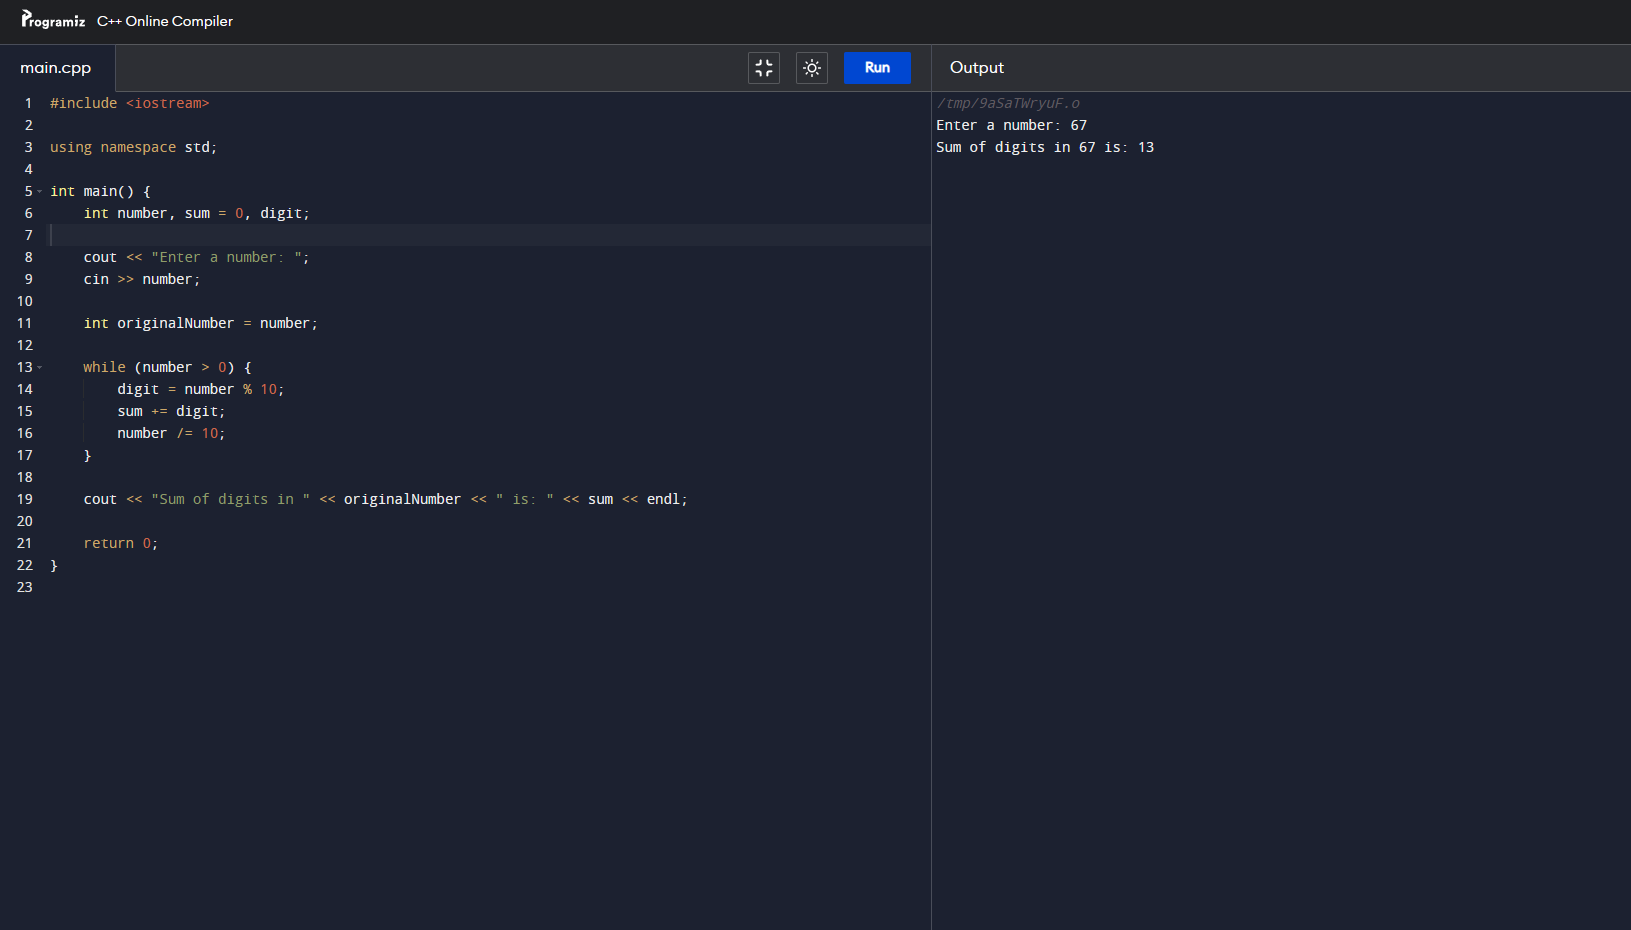 Programiz C++ Online Compiler
main.cpp Run Output
1 #include <iostream>
2
3 using namespace std;
4
5 int main() {
6     int number, sum = 0, digit;
7
8     cout << "Enter a number: ";
9     cin >> number;
10
11     int originalNumber = number;
12
13     while (number > 0) {
14         digit = number % 10;
15         sum += digit;
16         number /= 10;
17     }
18
19     cout << "Sum of digits in " << originalNumber << " is: " << sum << endl;
20
21     return 0;
22 }
23
/tmp/9aSaTWryuF.o
Enter a number: 67
Sum of digits in 67 is: 13